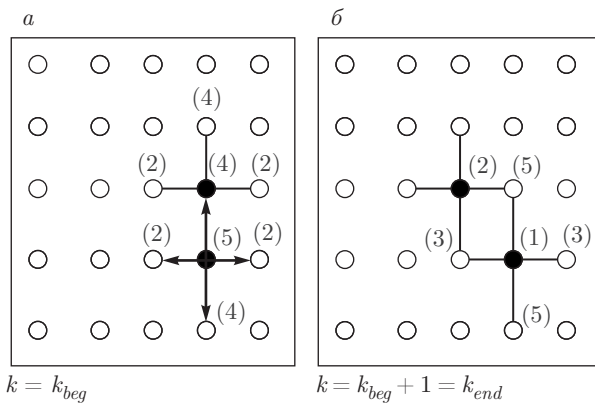 а б
(4)
(2) (4) (2) (2) (5)
(2) (5) (2) (3) (1) (3)
(4) (5)
k = k_beg k = k_beg + 1 = k_end